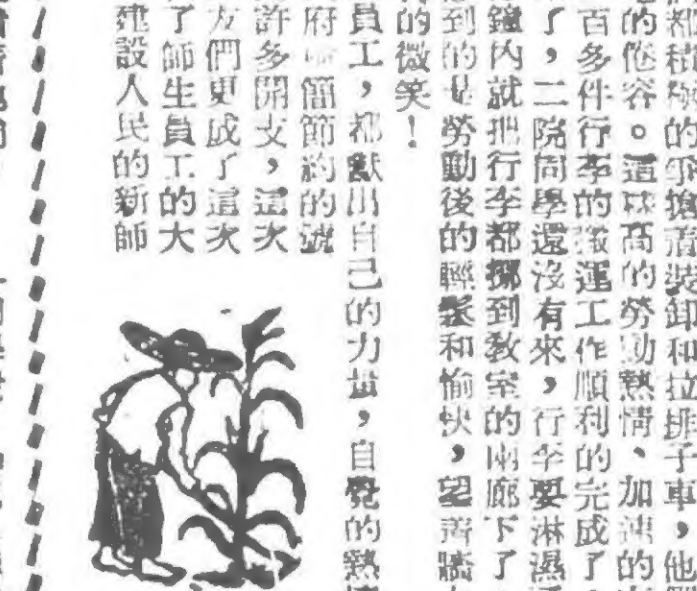 都積極的爭搶着裝卸和拉排子車，他
的倦容。這崇高的勞動熱情、加速的
百多件行李的搬運工作順利的完成了
了，二院同學還沒有來，行李要淋濕
鐘內就把行李都挪到教室的兩廊下了
到的是勞動後的輕鬆和愉快，望着牆
的微笑！
員工，都獻出自己的力量，自覺的熱
府 簡節約的號
許多開支，這次
友們更成了這次
了師生員工的大
建設人民的新師